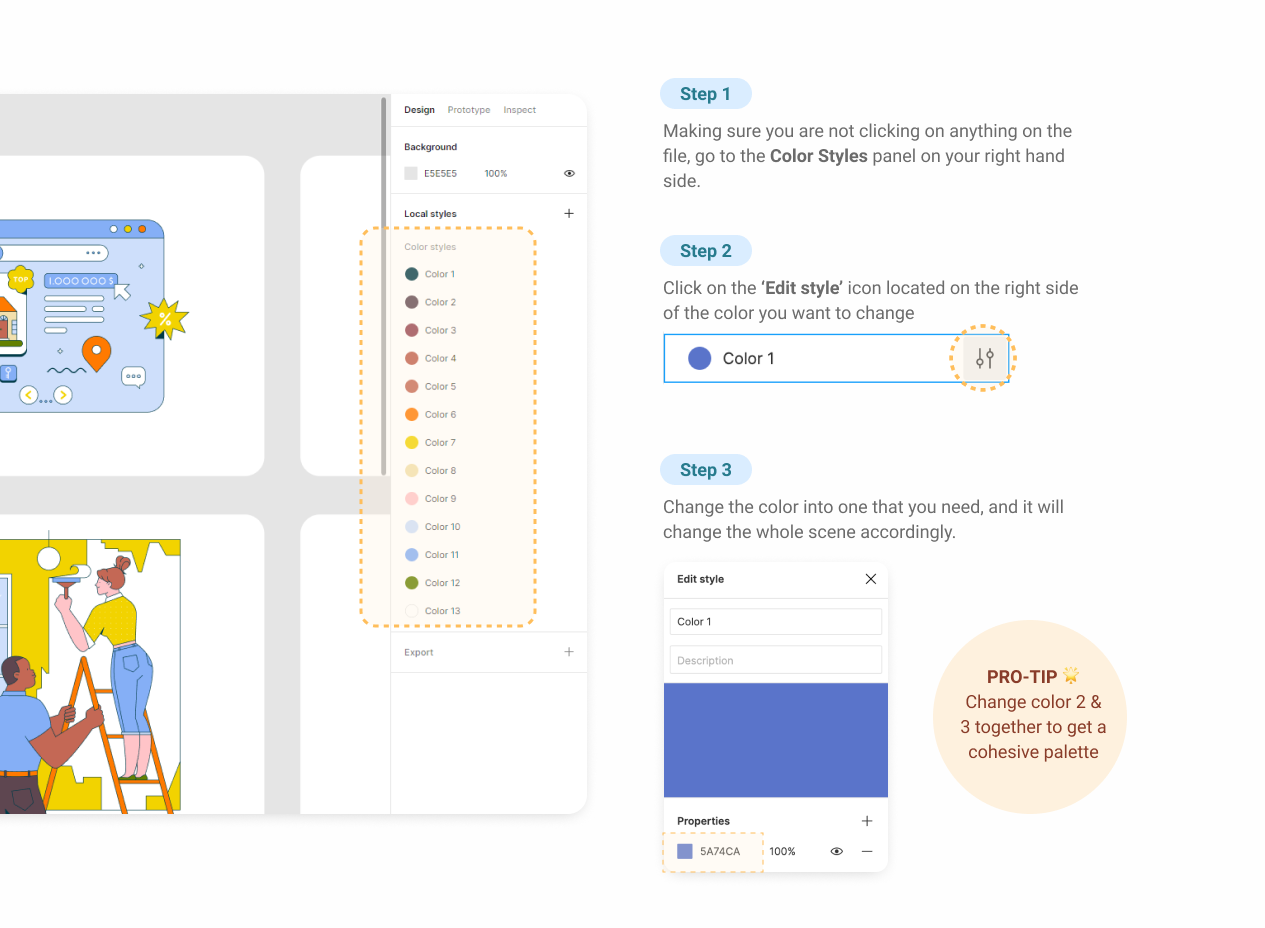 Design Prototype Inspect
Background
E5E5E5 100%
Local styles
Color styles
Color 1
Color 2
Color 3
Color 4
Color 5
Color 6
Color 7
Color 8
Color 9
Color 10
Color 11
Color 12
Color 13
Export
TOP
1.000 000 $
%
Step 1
Making sure you are not clicking on anything on the
file, go to the Color Styles panel on your right hand
side.
Step 2
Click on the ‘Edit style’ icon located on the right side
of the color you want to change
Color 1
Step 3
Change the color into one that you need, and it will
change the whole scene accordingly.
Edit style
Color 1
Description
Properties
5A74CA 100%
PRO-TIP 🌟
Change color 2 &
3 together to get a
cohesive palette